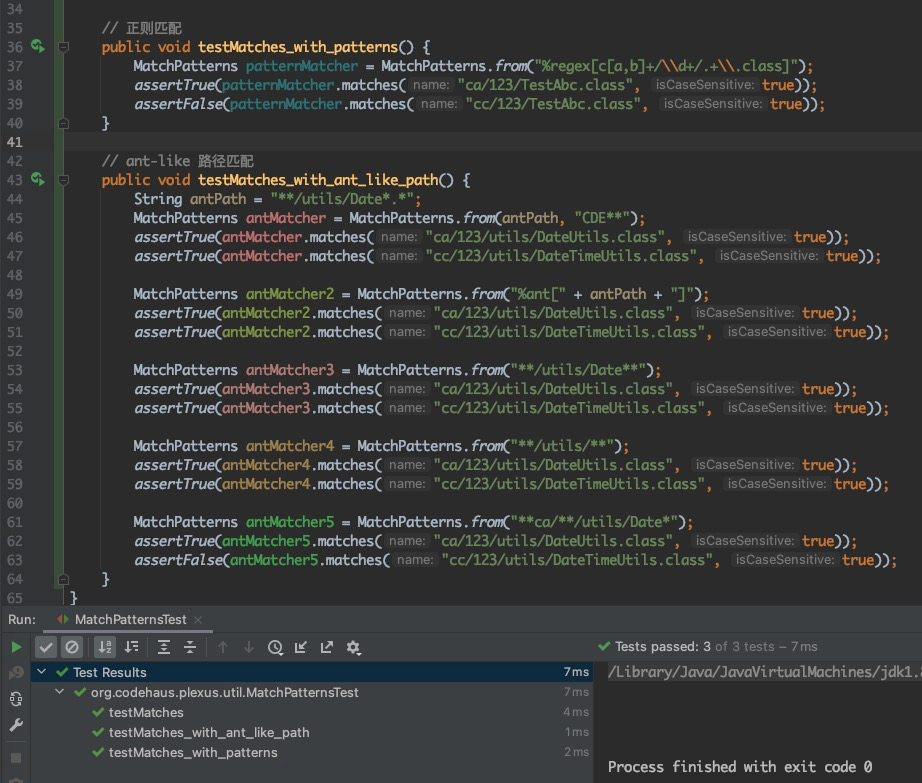 34
35 // 正则匹配
36 public void testMatches_with_patterns() {
37 MatchPatterns patternMatcher = MatchPatterns.from("%regex[c[a,b]+/\\d+/.+\\.class]");
38 assertTrue(patternMatcher.matches( name: "ca/123/TestAbc.class", isCaseSensitive: true));
39 assertFalse(patternMatcher.matches( name: "cc/123/TestAbc.class", isCaseSensitive: true));
40 }
41
42 // ant-like 路径匹配
43 public void testMatches_with_ant_like_path() {
44 String antPath = "**/utils/Date*.*";
45 MatchPatterns antMatcher = MatchPatterns.from(antPath, "CDE**");
46 assertTrue(antMatcher.matches( name: "ca/123/utils/DateUtils.class", isCaseSensitive: true));
47 assertTrue(antMatcher.matches( name: "cc/123/utils/DateTimeUtils.class", isCaseSensitive: true));
48
49 MatchPatterns antMatcher2 = MatchPatterns.from("%ant[" + antPath + "]");
50 assertTrue(antMatcher2.matches( name: "ca/123/utils/DateUtils.class", isCaseSensitive: true));
51 assertTrue(antMatcher2.matches( name: "cc/123/utils/DateTimeUtils.class", isCaseSensitive: true));
52
53 MatchPatterns antMatcher3 = MatchPatterns.from("**/utils/Date**");
54 assertTrue(antMatcher3.matches( name: "ca/123/utils/DateUtils.class", isCaseSensitive: true));
55 assertTrue(antMatcher3.matches( name: "cc/123/utils/DateTimeUtils.class", isCaseSensitive: true));
56
57 MatchPatterns antMatcher4 = MatchPatterns.from("**/utils/**");
58 assertTrue(antMatcher4.matches( name: "ca/123/utils/DateUtils.class", isCaseSensitive: true));
59 assertTrue(antMatcher4.matches( name: "cc/123/utils/DateTimeUtils.class", isCaseSensitive: true));
60
61 MatchPatterns antMatcher5 = MatchPatterns.from("**ca/**/utils/Date*");
62 assertTrue(antMatcher5.matches( name: "ca/123/utils/DateUtils.class", isCaseSensitive: true));
63 assertFalse(antMatcher5.matches( name: "cc/123/utils/DateTimeUtils.class", isCaseSensitive: true));
64 }
65 }
Run: MatchPatternsTest
Tests passed: 3 of 3 tests – 7 ms
Test Results 7 ms
/Library/Java/JavaVirtualMachines/jdk1.8
org.codehaus.plexus.util.MatchPatternsTest 7 ms
testMatches 4 ms
testMatches_with_ant_like_path 1 ms
testMatches_with_patterns 2 ms
Process finished with exit code 0